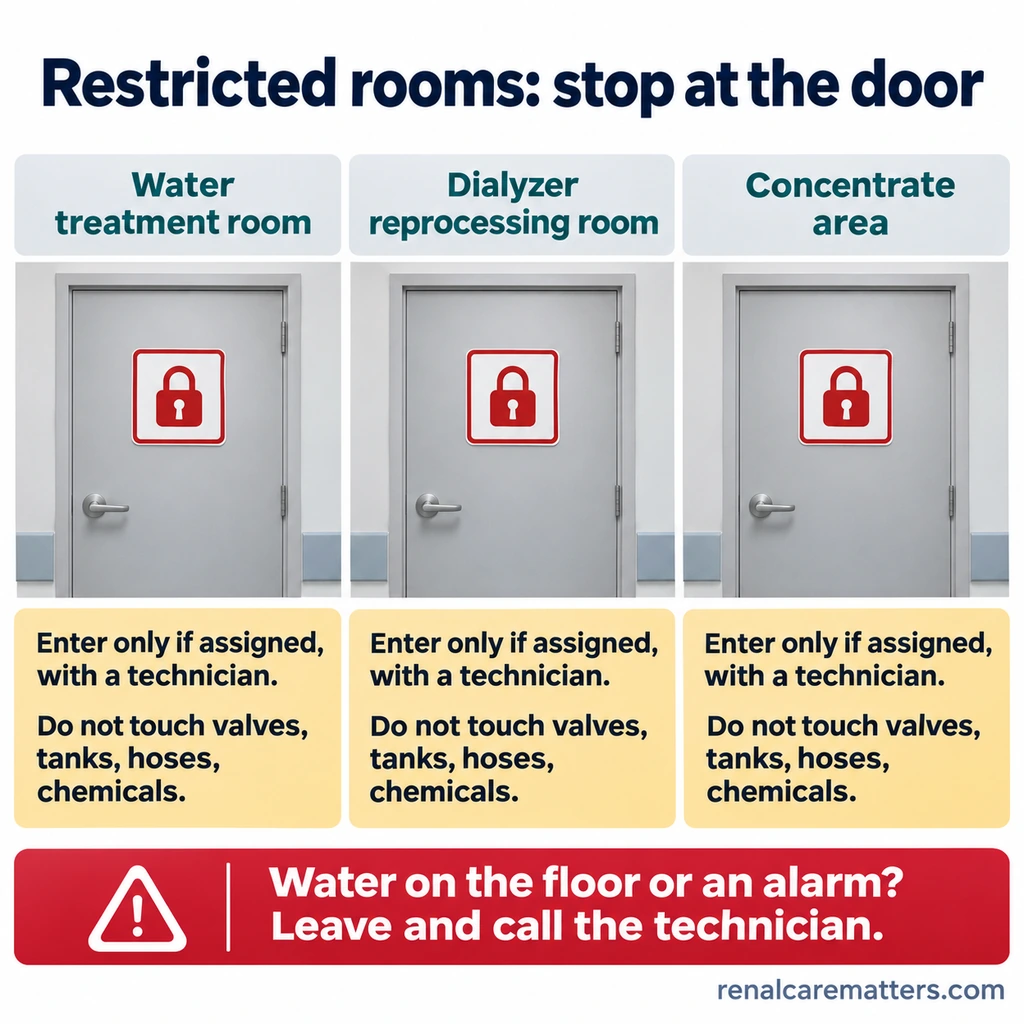 Restricted rooms: stop at the door
Water
treatment room
Dialyzer
reprocessing room
Concentrate
area
Enter only if assigned,
with a technician.
Do not touch valves,
tanks, hoses,
chemicals.
Enter only if assigned,
with a technician.
Do not touch valves,
tanks, hoses,
chemicals.
Enter only if assigned,
with a technician.
Do not touch valves,
tanks, hoses,
chemicals.
Water on the floor or an alarm?
Leave and call the technician.
renalcarematters.com